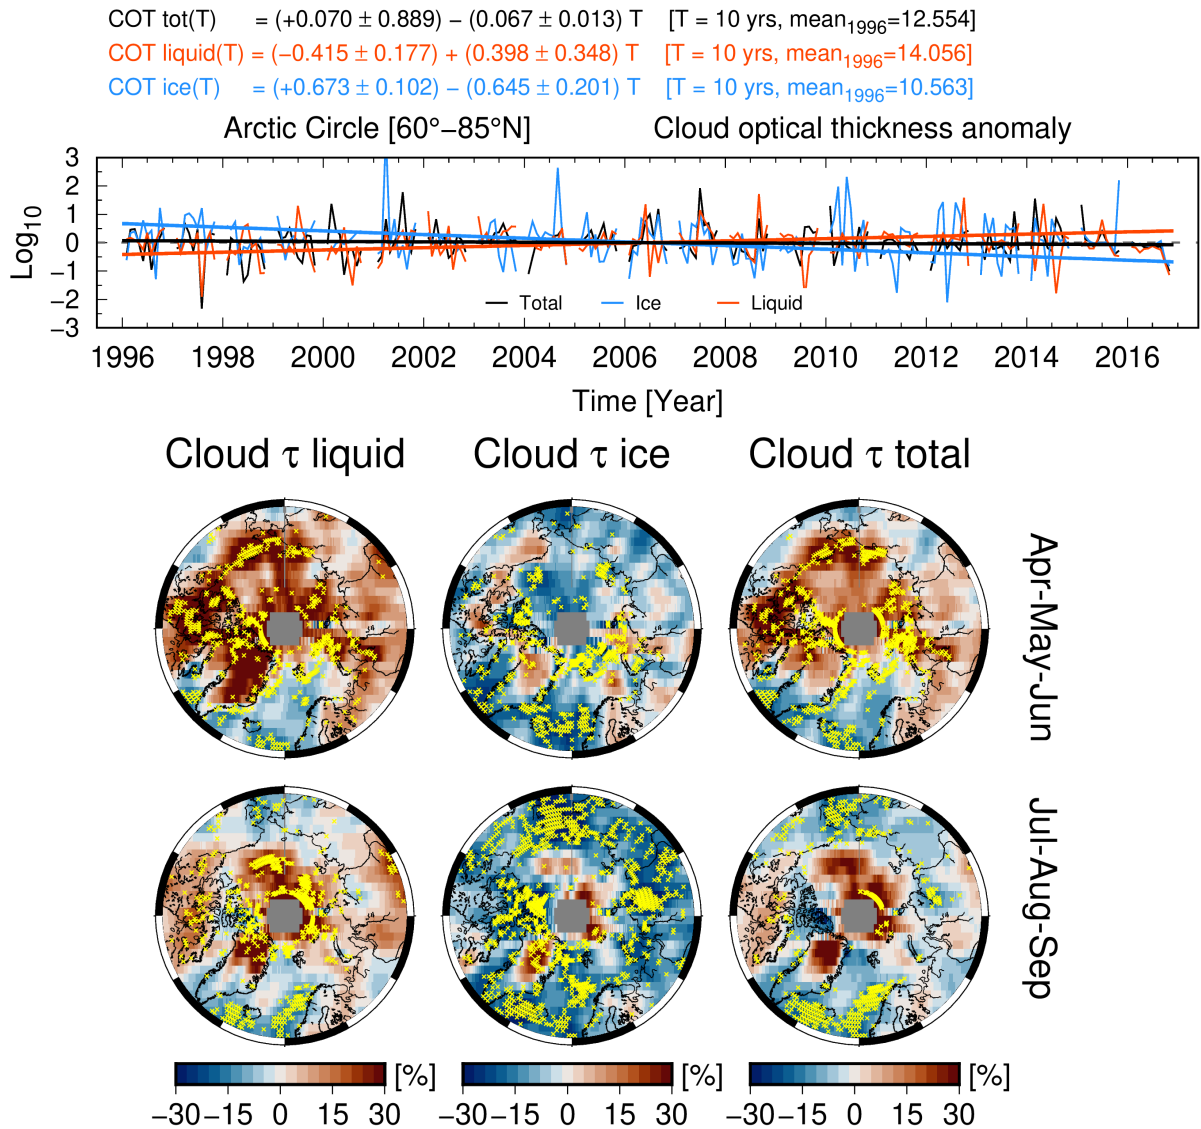 COT tot(T) = (+0.070 ± 0.889) − (0.067 ± 0.013) T [T = 10 yrs, mean1996=12.554]
COT liquid(T) = (−0.415 ± 0.177) + (0.398 ± 0.348) T [T = 10 yrs, mean1996=14.056]
COT ice(T) = (+0.673 ± 0.102) − (0.645 ± 0.201) T [T = 10 yrs, mean1996=10.563]
Arctic Circle [60°−85°N] Cloud optical thickness anomaly
3
2
1
0
−1
−2
−3
Log10
Total Ice Liquid
1996 1998 2000 2002 2004 2006 2008 2010 2012 2014 2016
Time [Year]
Cloud τ liquid Cloud τ ice Cloud τ total
Apr-May-Jun
Jul-Aug-Sep
[%] [%] [%]
−30 −15 0 15 30 −30 −15 0 15 30 −30 −15 0 15 30